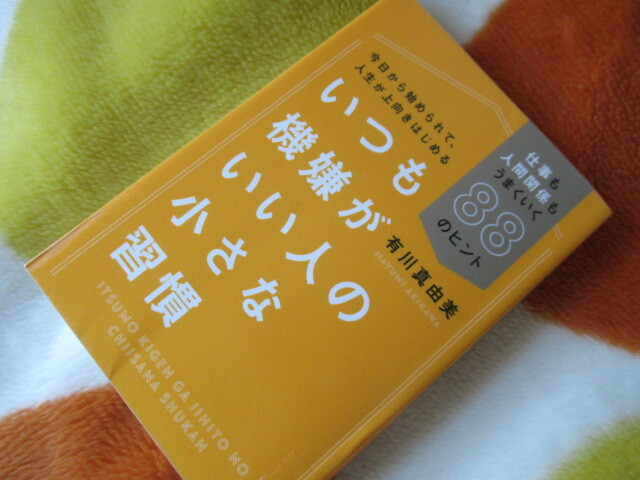 今日から始められて、
人生が上向きはじめる
いつも
機嫌が
いい人の
小さな
習慣
仕事も
人間関係も
うまくいく
88
のヒント
有川真由美
MAYUMI ARIKAWA
ITSUMO KIGEN GA IIHITO NO
CHIISANA SHUKAN